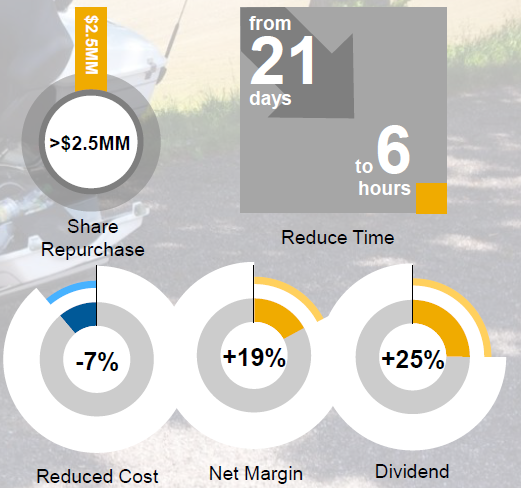 $2.5MM
>$2.5MM
Share
Repurchase
from
21
days
to 6
hours
Reduce Time
-7%
Reduced Cost
+19%
Net Margin
+25%
Dividend